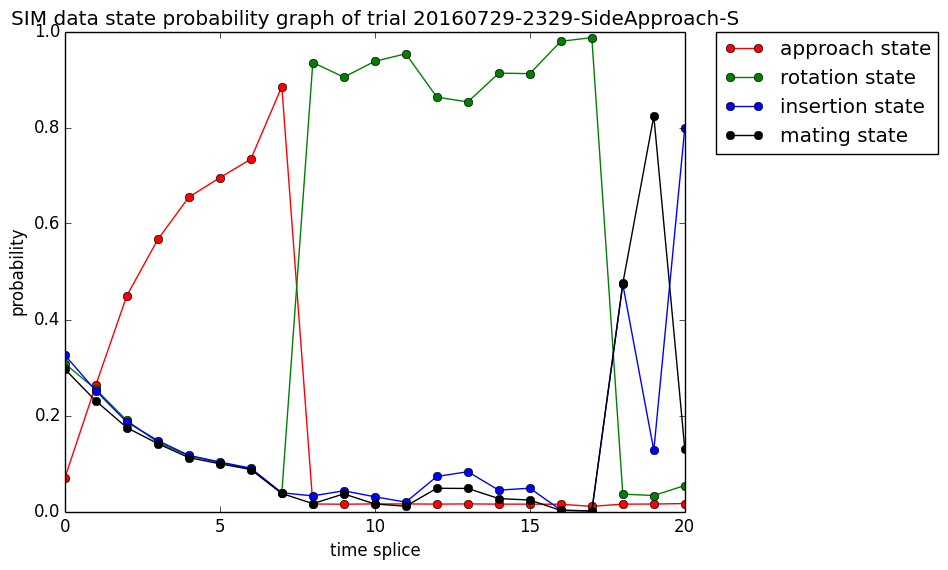 SIM data state probability graph of trial 20160729-2329-SideApproach-S
1.0
0.8
0.6
0.4
0.2
0.0
probability
0 5 10 15 20
time splice
approach state
rotation state
insertion state
mating state